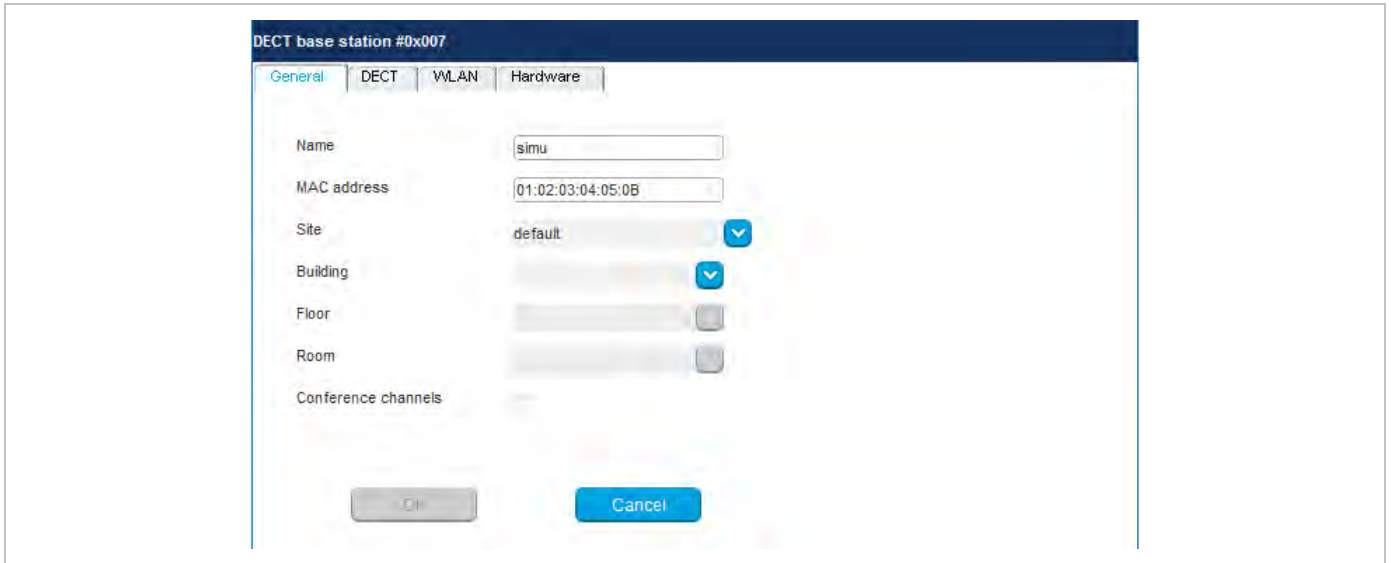 DECT base station #0x007
General DECT WLAN Hardware
Name simu
MAC address 01:02:03:04:05:0B
Site default
Building
Floor
Room
Conference channels
OK Cancel